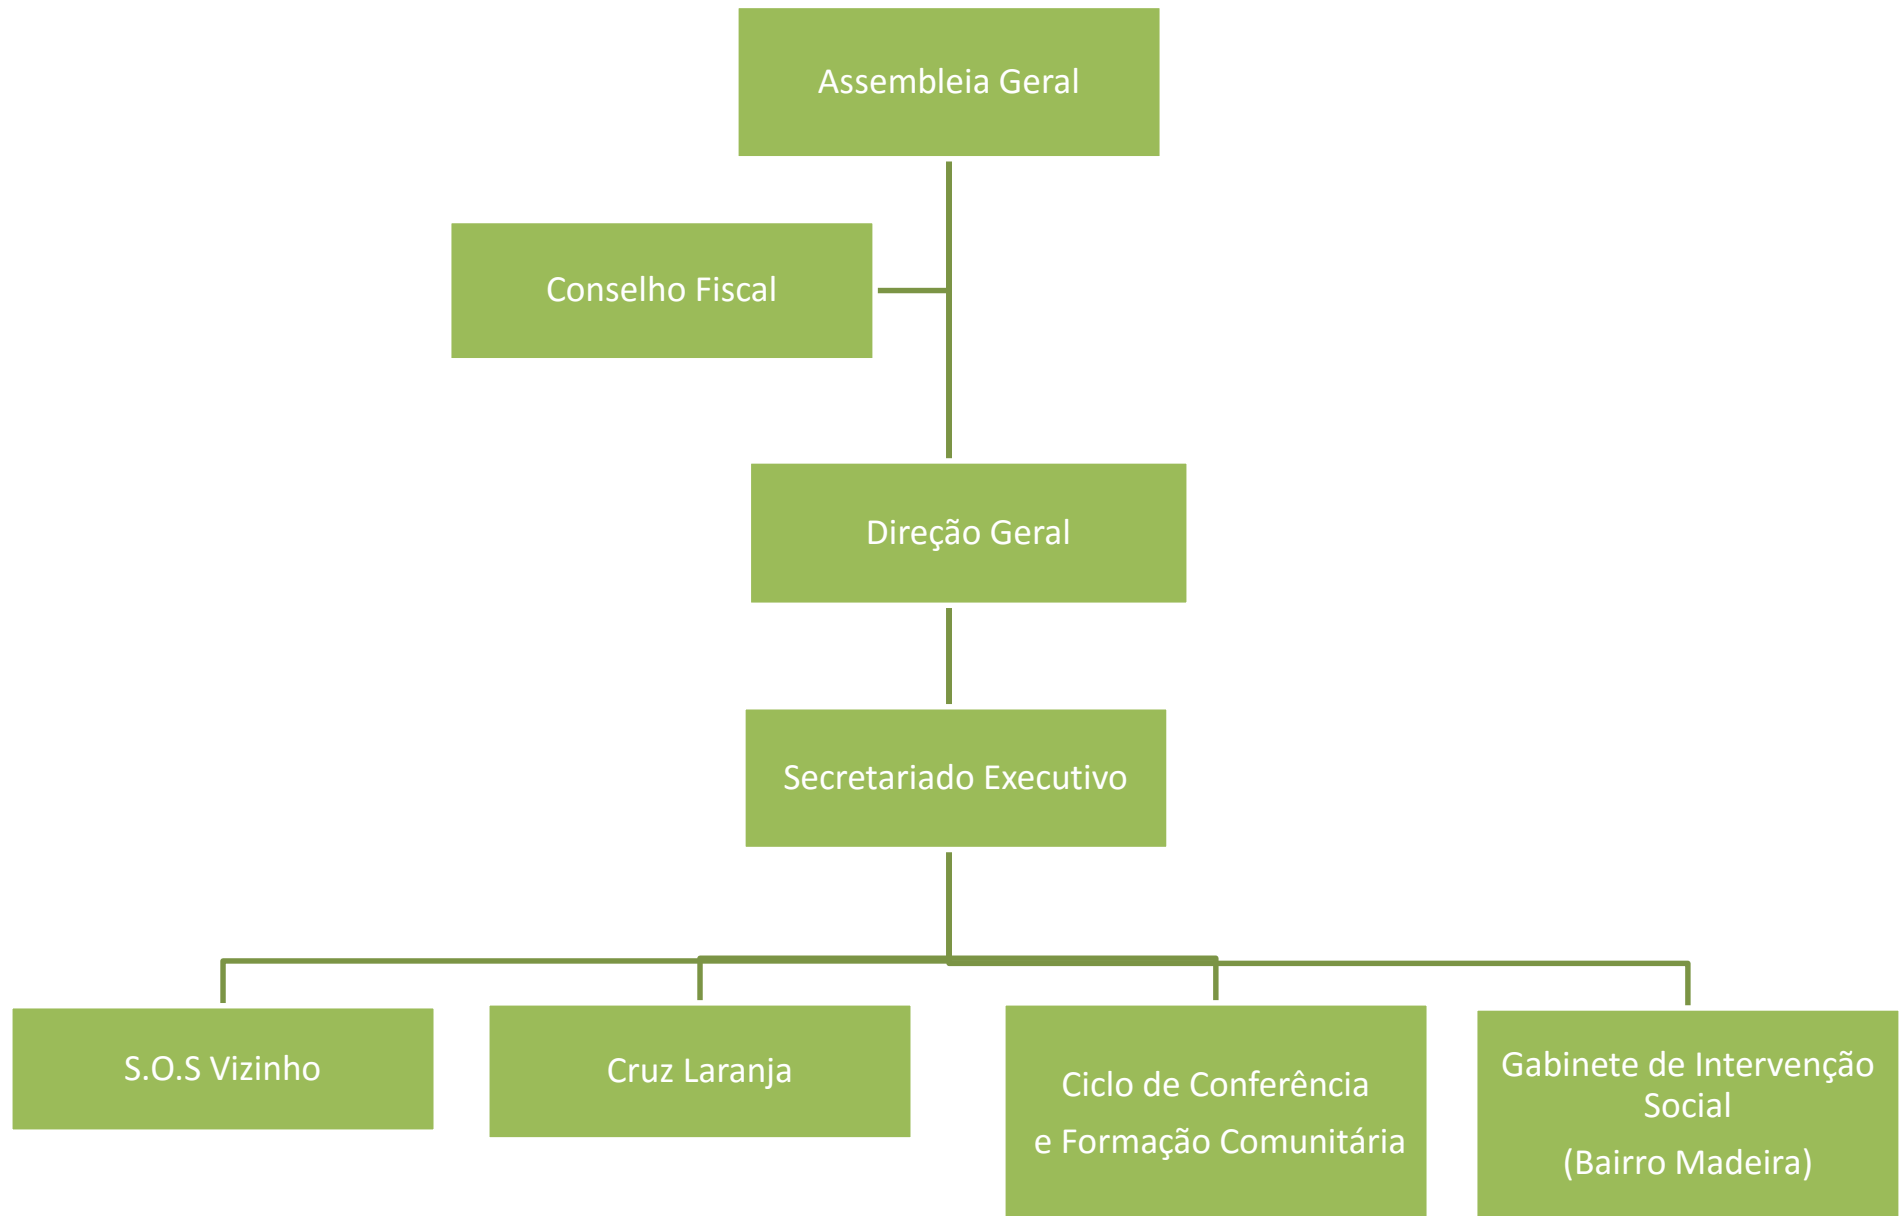 Assembleia Geral
Conselho Fiscal
Direção Geral
Secretariado Executivo
S.O.S Vizinho
Cruz Laranja
Ciclo de Conferência
e Formação Comunitária
Gabinete de Intervenção
Social
(Bairro Madeira)